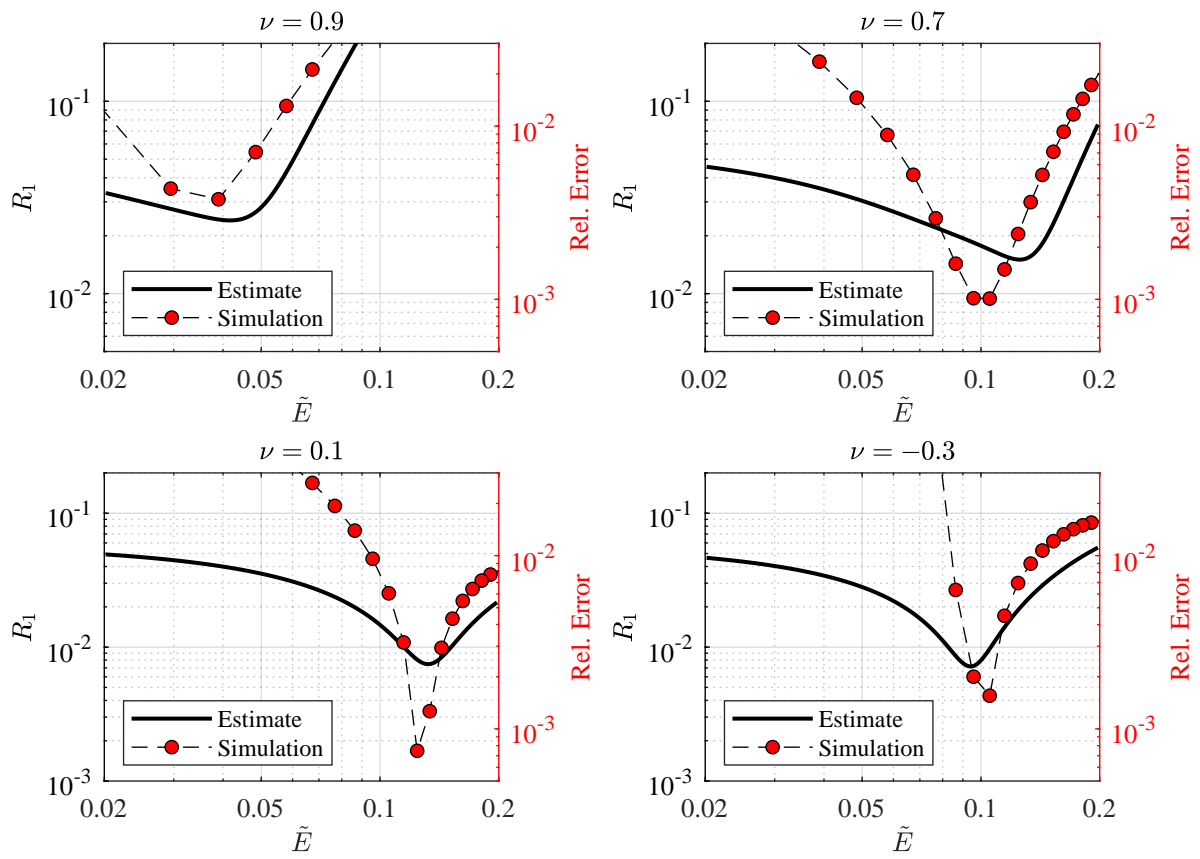 ν = 0.9
10⁻¹
10⁻²
R₁
10⁻²
10⁻³
Rel. Error
Estimate
Simulation
0.02
0.05
0.1
0.2
Ẽ
ν = 0.7
10⁻¹
10⁻²
R₁
10⁻²
10⁻³
Rel. Error
Estimate
Simulation
0.02
0.05
0.1
0.2
Ẽ
ν = 0.1
10⁻¹
10⁻²
10⁻³
R₁
10⁻²
10⁻³
Rel. Error
Estimate
Simulation
0.02
0.05
0.1
0.2
Ẽ
ν = −0.3
10⁻¹
10⁻²
10⁻³
R₁
10⁻²
10⁻³
Rel. Error
Estimate
Simulation
0.02
0.05
0.1
0.2
Ẽ